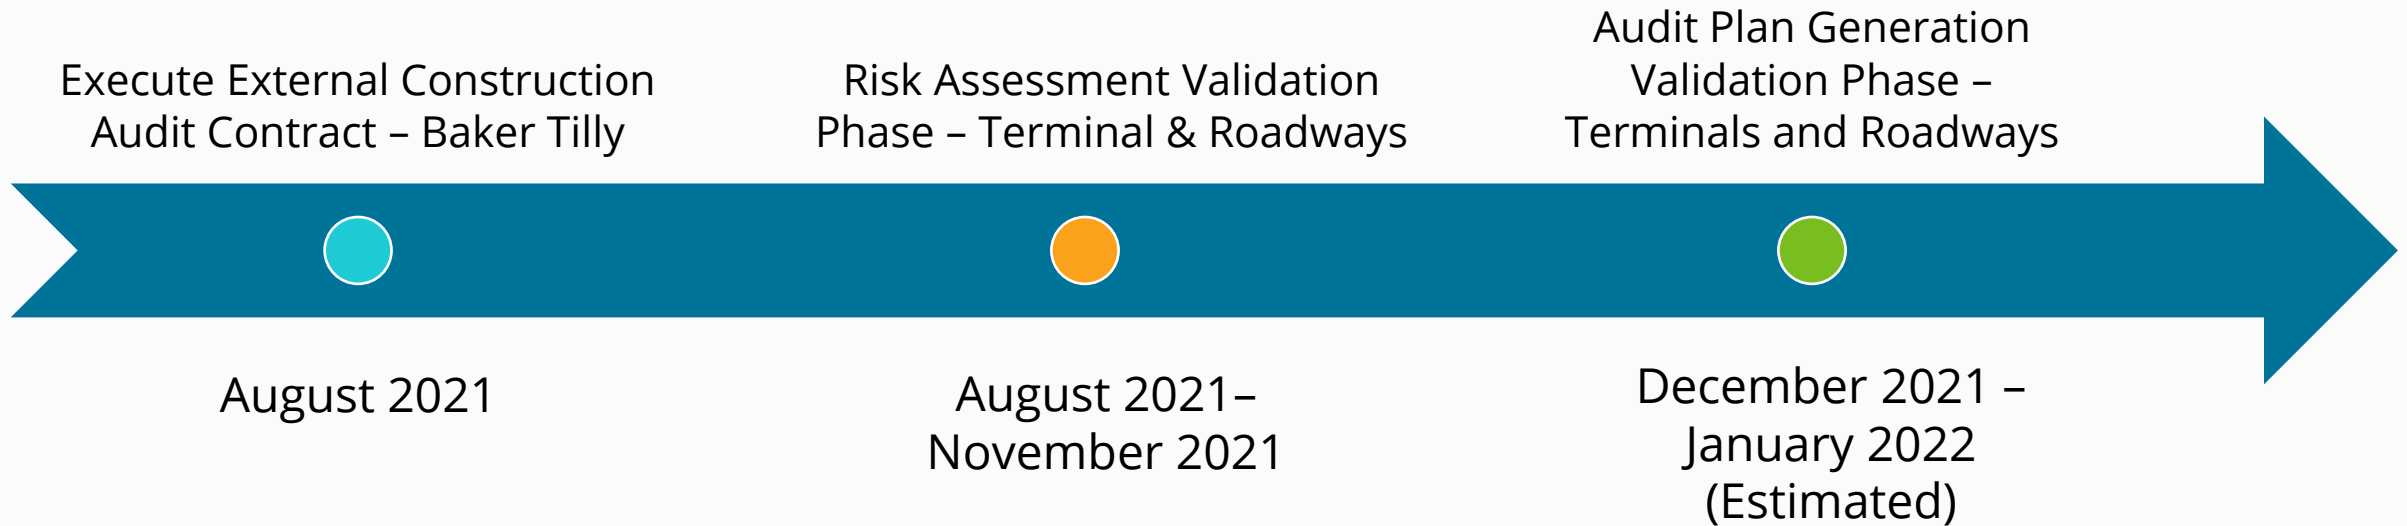 Execute External Construction
Audit Contract – Baker Tilly
August 2021
Risk Assessment Validation
Phase – Terminal & Roadways
August 2021–
November 2021
Audit Plan Generation
Validation Phase –
Terminals and Roadways
December 2021 –
January 2022
(Estimated)